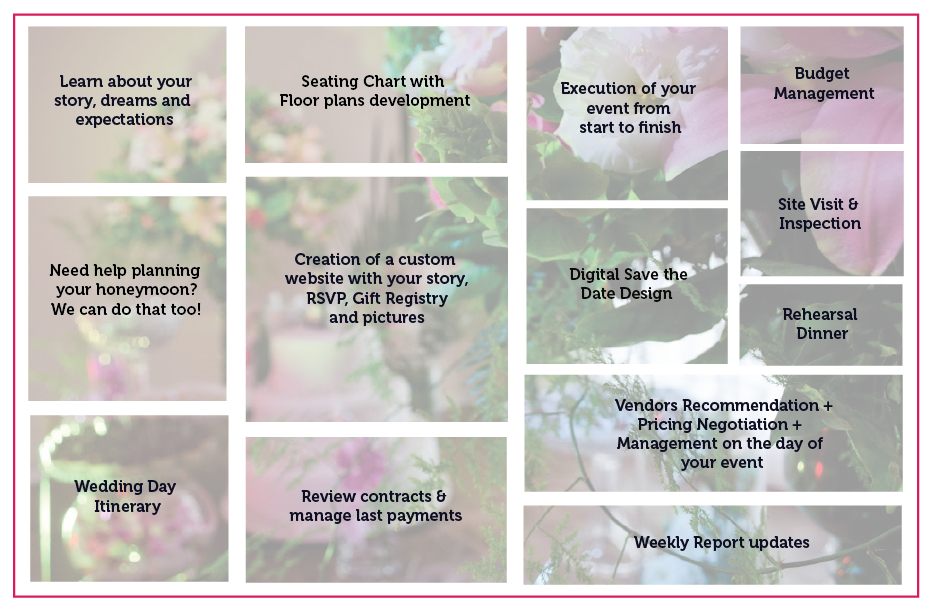 Learn about your
story, dreams and
expectations
Need help planning
your honeymoon?
We can do that too!
Wedding Day
Itinerary
Seating Chart with
Floor plans development
Creation of a custom
website with your story,
RSVP, Gift Registry
and pictures
Review contracts &
manage last payments
Execution of your
event from
start to finish
Digital Save the
Date Design
Budget
Management
Site Visit &
Inspection
Rehearsal
Dinner
Vendors Recommendation +
Pricing Negotiation +
Management on the day of
your event
Weekly Report updates